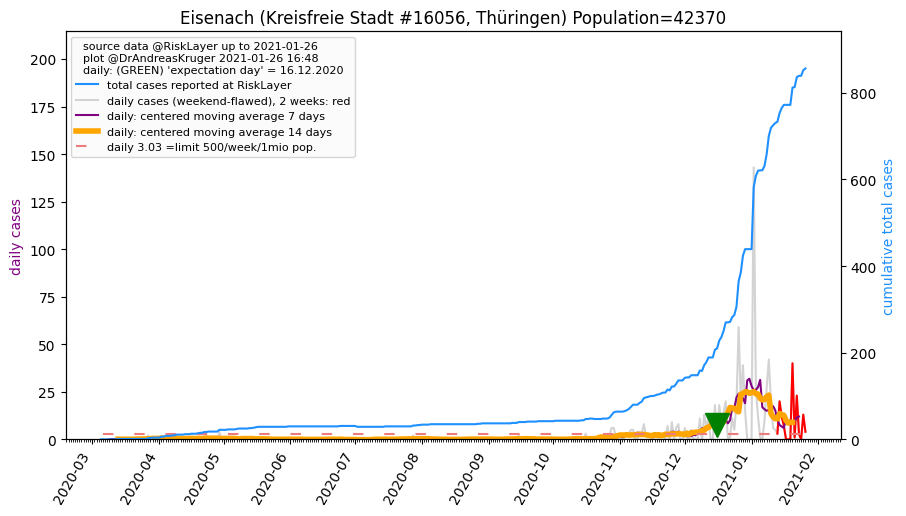 Eisenach (Kreisfreie Stadt #16056, Thüringen) Population=42370
source data @RiskLayer up to 2021-01-26
plot @DrAndreasKruger 2021-01-26 16:48
daily: (GREEN) 'expectation day' = 16.12.2020
total cases reported at RiskLayer
daily cases (weekend-flawed), 2 weeks: red
daily: centered moving average 7 days
daily: centered moving average 14 days
daily 3.03 =limit 500/week/1mio pop.
daily cases
200
175
150
125
100
75
50
25
0
cumulative total cases
800
600
400
200
0
2020-03
2020-04
2020-05
2020-06
2020-07
2020-08
2020-09
2020-10
2020-11
2020-12
2021-01
2021-02